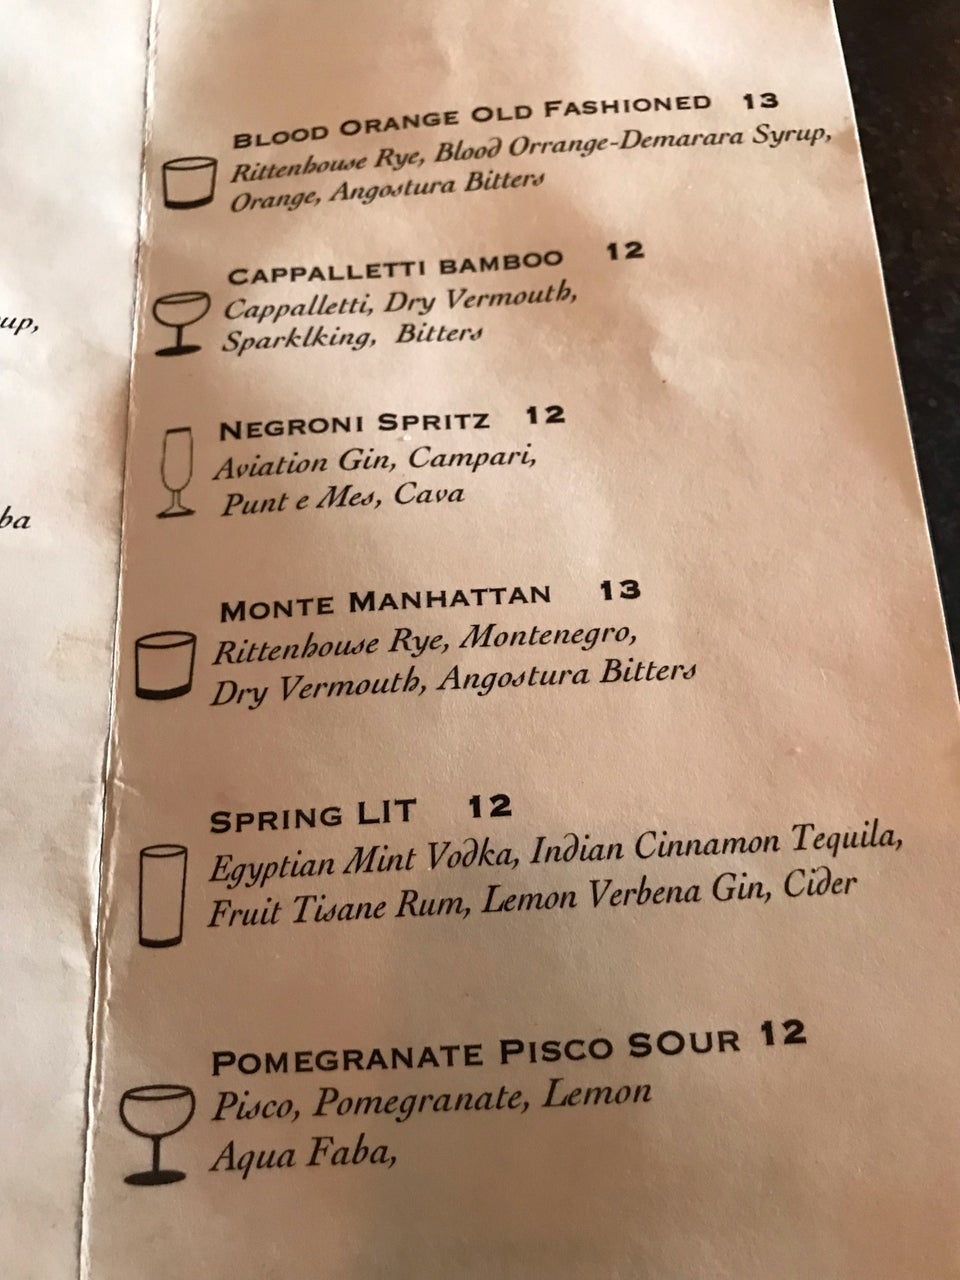 BLOOD ORANGE OLD FASHIONED 13
Rittenhouse Rye, Blood Orrange-Demarara Syrup,
Orange, Angostura Bitters
CAPPALLETTI BAMBOO 12
Cappalletti, Dry Vermouth,
Sparklking, Bitters
NEGRONI SPRITZ 12
Aviation Gin, Campari,
Punt e Mes, Cava
MONTE MANHATTAN 13
Rittenhouse Rye, Montenegro,
Dry Vermouth, Angostura Bitters
SPRING LIT 12
Egyptian Mint Vodka, Indian Cinnamon Tequila,
Fruit Tisane Rum, Lemon Verbena Gin, Cider
POMEGRANATE PISCO SOUR 12
Pisco, Pomegranate, Lemon
Aqua Faba,
up,
ba